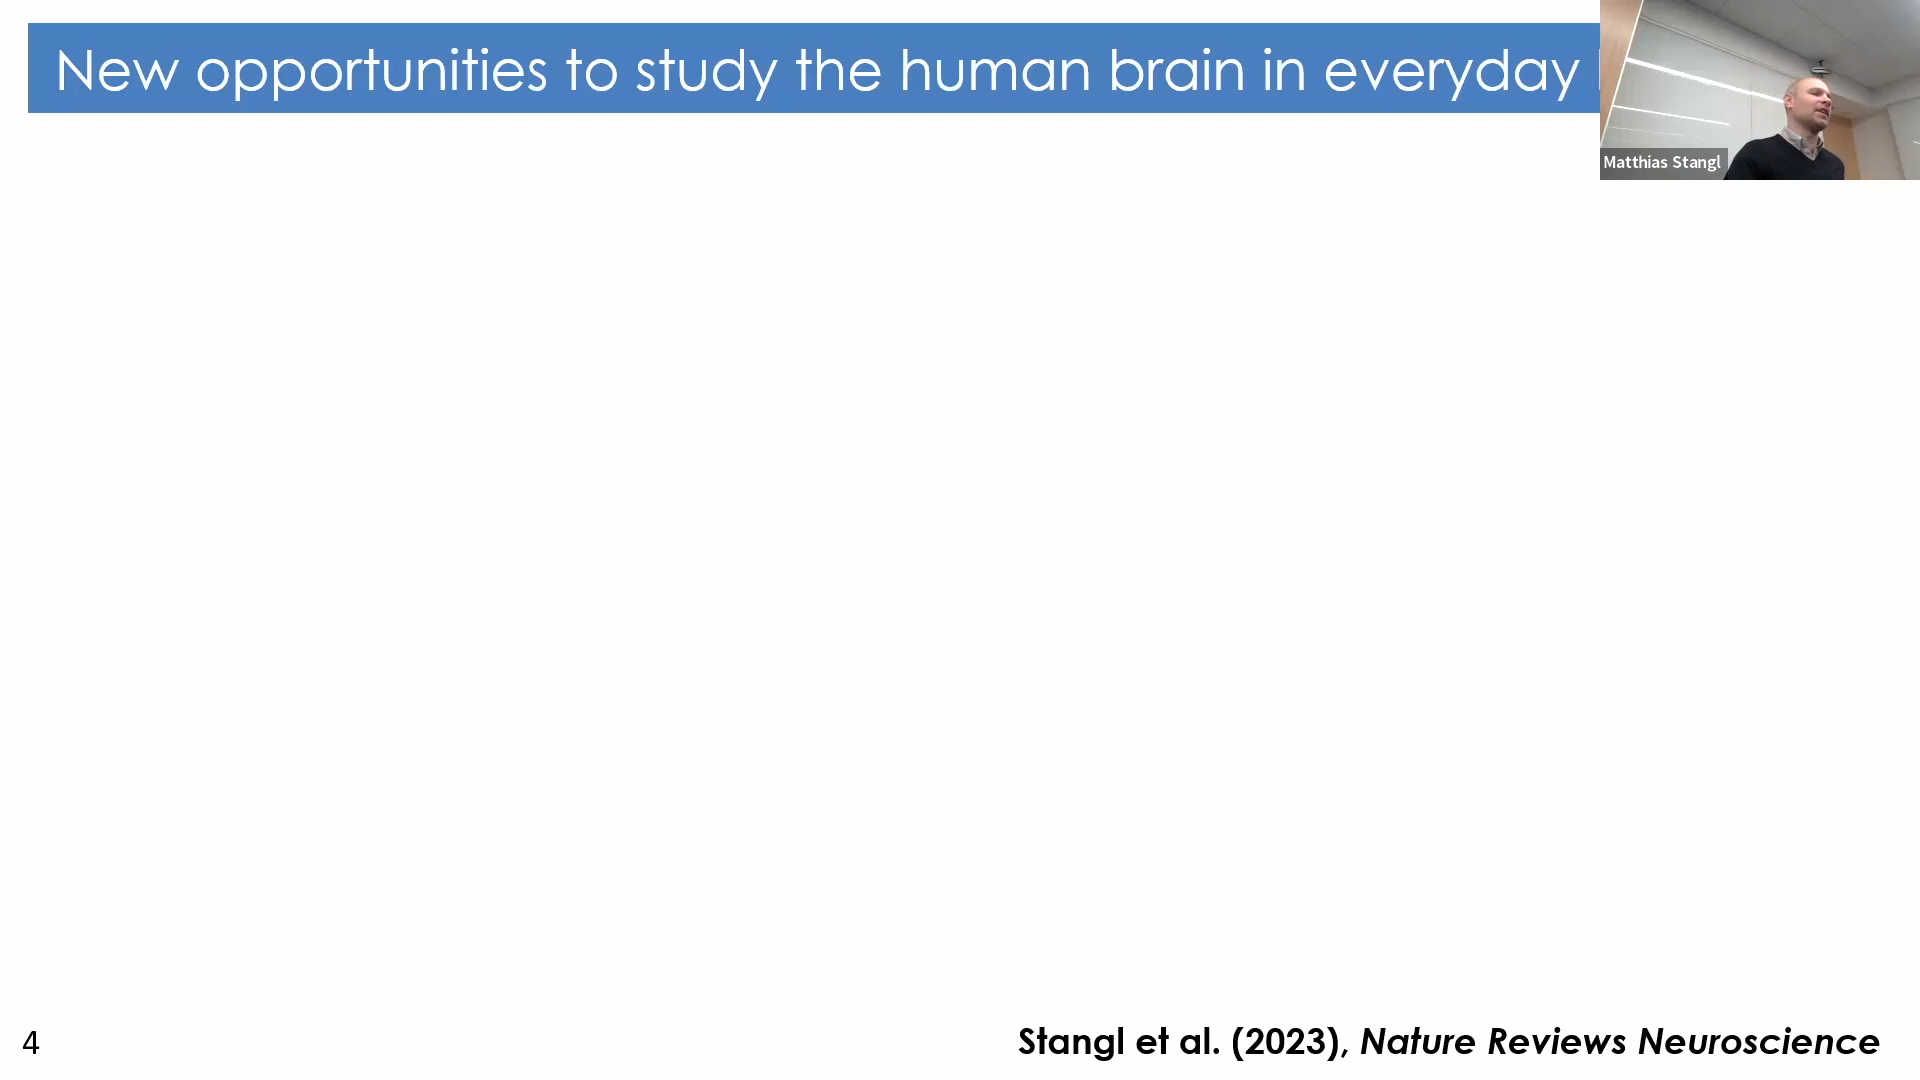 New opportunities to study the human brain in everyday
Matthias Stangl
4
Stangl et al. (2023), Nature Reviews Neuroscience